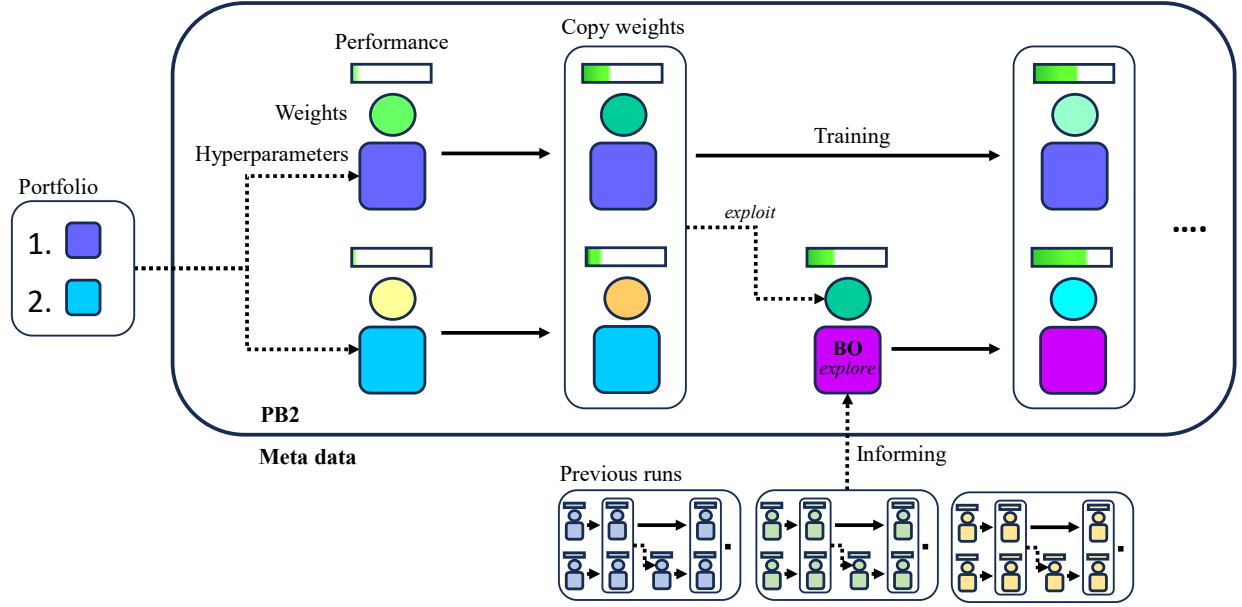 Performance
Copy weights
Weights
Hyperparameters
Training
Portfolio
1.
2.
exploit
....
BO
explore
PB2
Meta data
Informing
Previous runs